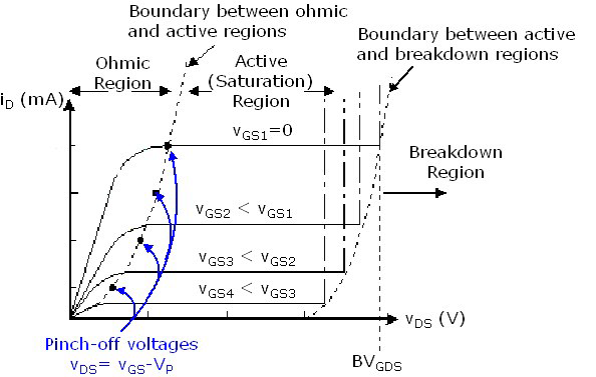 Boundary between ohmic
and active regions
Boundary between active
and breakdown regions
Ohmic
Region
Active
(Saturation)
Region
iD (mA)
vGS1=0
Breakdown
Region
vGS2 < vGS1
vGS3 < vGS2
vGS4 < vGS3
vDS (V)
Pinch-off voltages
vDS= vGS-VP
BVGDS